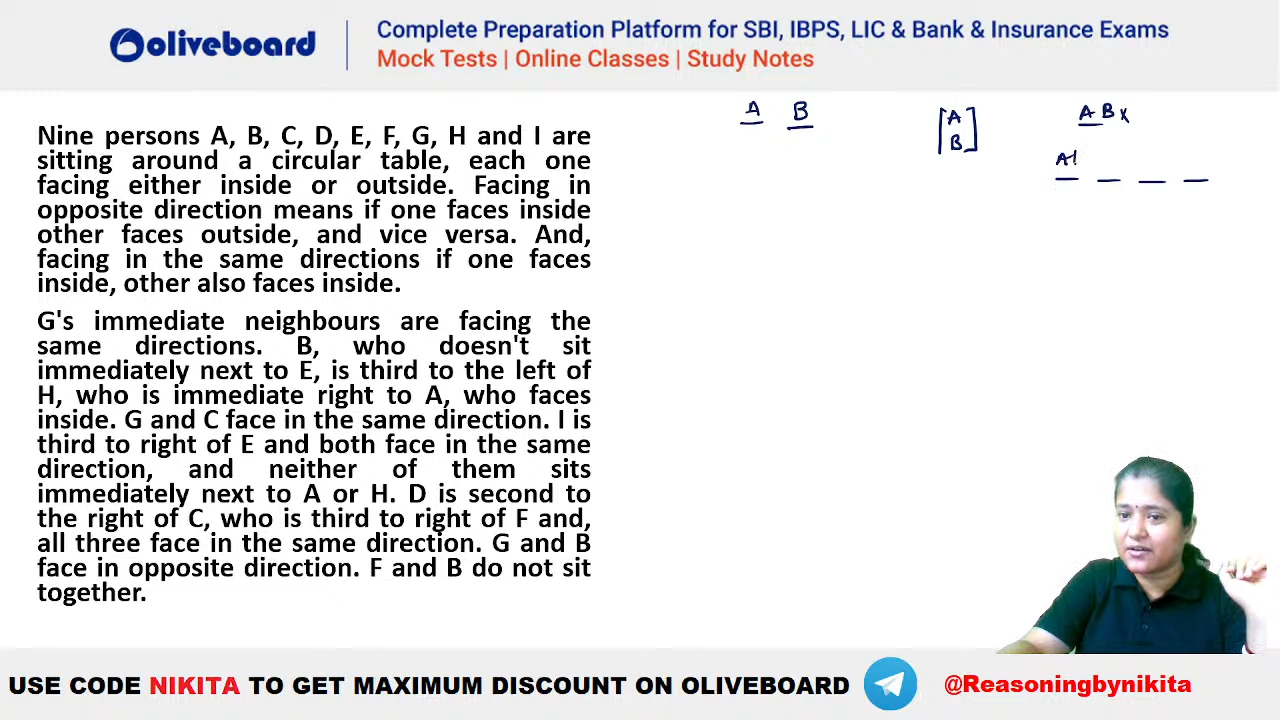 oliveboard
Complete Preparation Platform for SBI, IBPS, LIC & Bank & Insurance Exams
Mock Tests | Online Classes | Study Notes
Nine persons A, B, C, D, E, F, G, H and I are
sitting around a circular table, each one
facing either inside or outside. Facing in
opposite direction means if one faces inside
other faces outside, and vice versa. And,
facing in the same directions if one faces
inside, other also faces inside.
G's immediate neighbours are facing the
same directions. B, who doesn't sit
immediately next to E, is third to the left of
H, who is immediate right to A, who faces
inside. G and C face in the same direction. I is
third to right of E and both face in the same
direction, and neither of them sits
immediately next to A or H. D is second to
the right of C, who is third to right of F and,
all three face in the same direction. G and B
face in opposite direction. F and B do not sit
together.
A B
A
B
A B x
USE CODE NIKITA TO GET MAXIMUM DISCOUNT ON OLIVEBOARD
@Reasoningbynikita